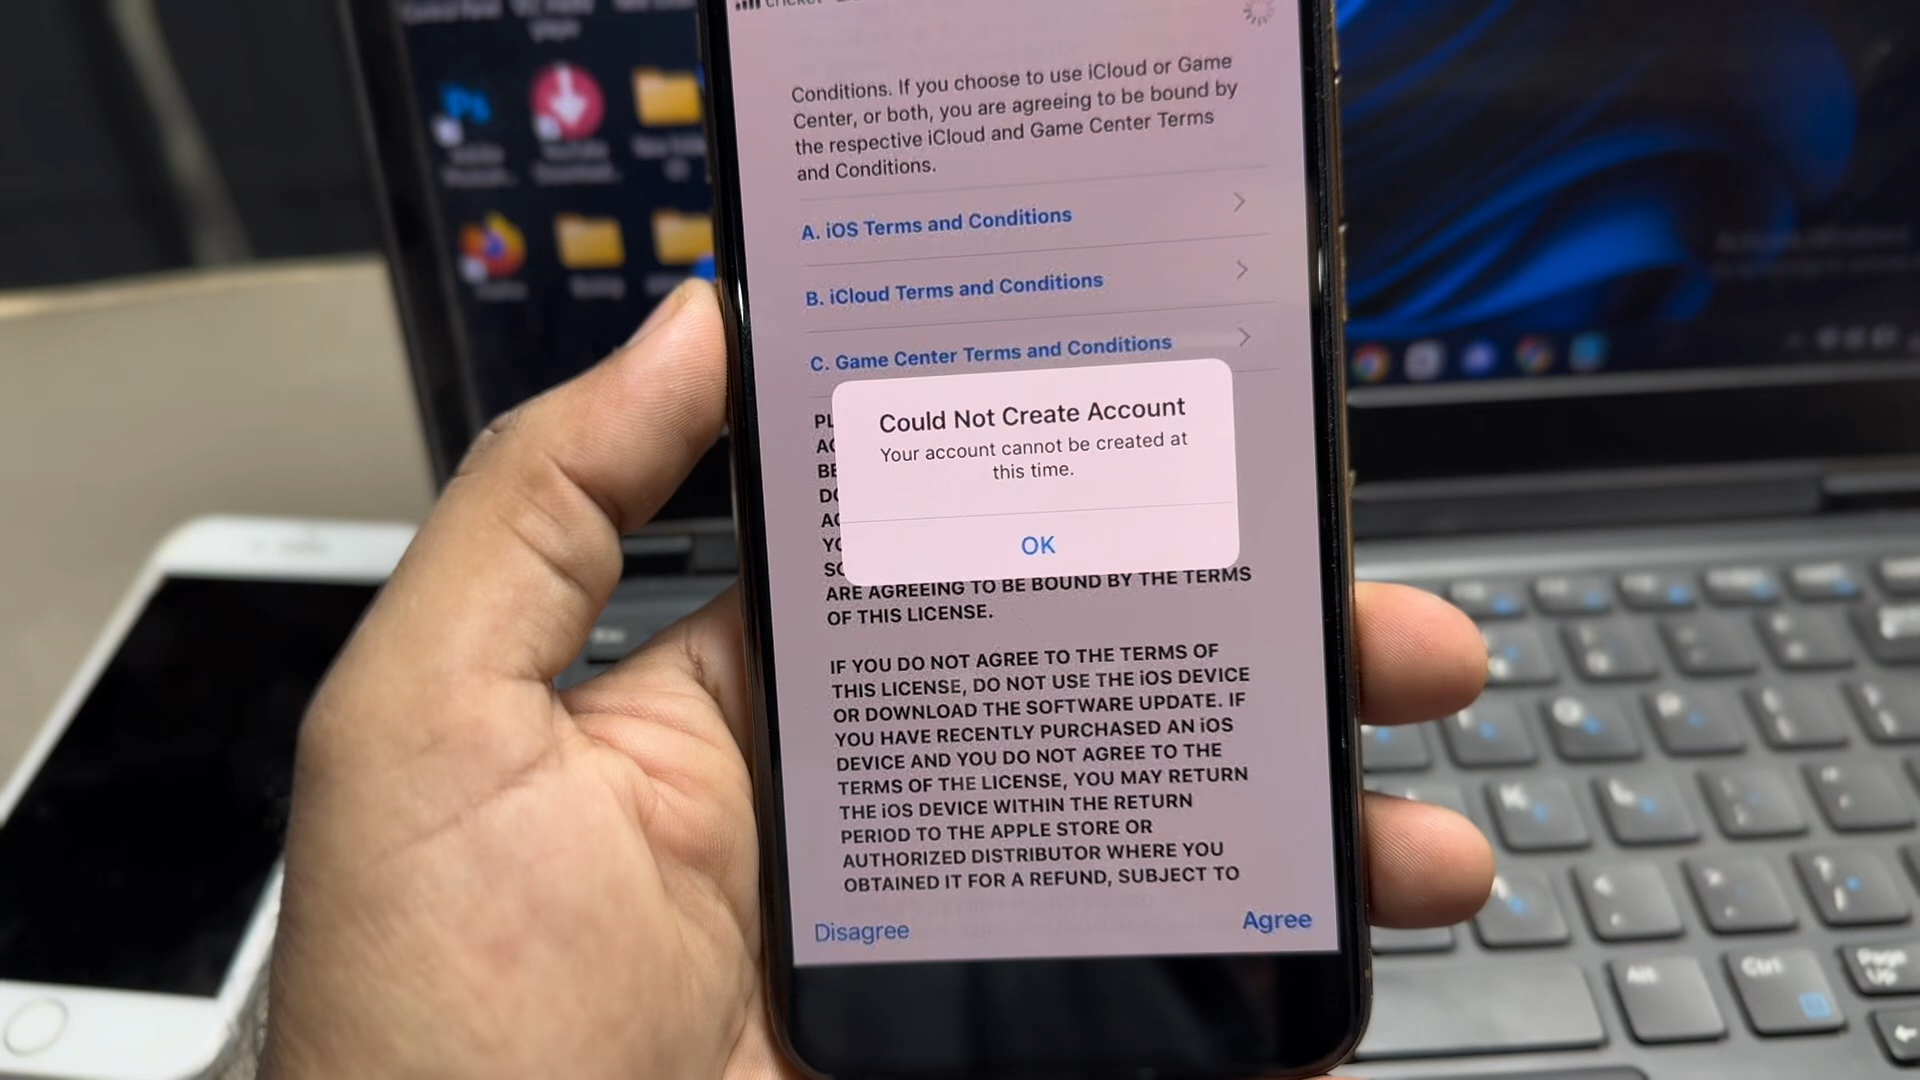 cricket
Conditions. If you choose to use iCloud or Game
Center, or both, you are agreeing to be bound by
the respective iCloud and Game Center Terms
and Conditions.
A. iOS Terms and Conditions
B. iCloud Terms and Conditions
C. Game Center Terms and Conditions
Could Not Create Account
Your account cannot be created at
this time.
OK
ARE AGREEING TO BE BOUND BY THE TERMS
OF THIS LICENSE.
IF YOU DO NOT AGREE TO THE TERMS OF
THIS LICENSE, DO NOT USE THE iOS DEVICE
OR DOWNLOAD THE SOFTWARE UPDATE. IF
YOU HAVE RECENTLY PURCHASED AN iOS
DEVICE AND YOU DO NOT AGREE TO THE
TERMS OF THE LICENSE, YOU MAY RETURN
THE iOS DEVICE WITHIN THE RETURN
PERIOD TO THE APPLE STORE OR
AUTHORIZED DISTRIBUTOR WHERE YOU
OBTAINED IT FOR A REFUND, SUBJECT TO
Disagree
Agree
Ps
K
L
Alt
Ctrl
Page
Up